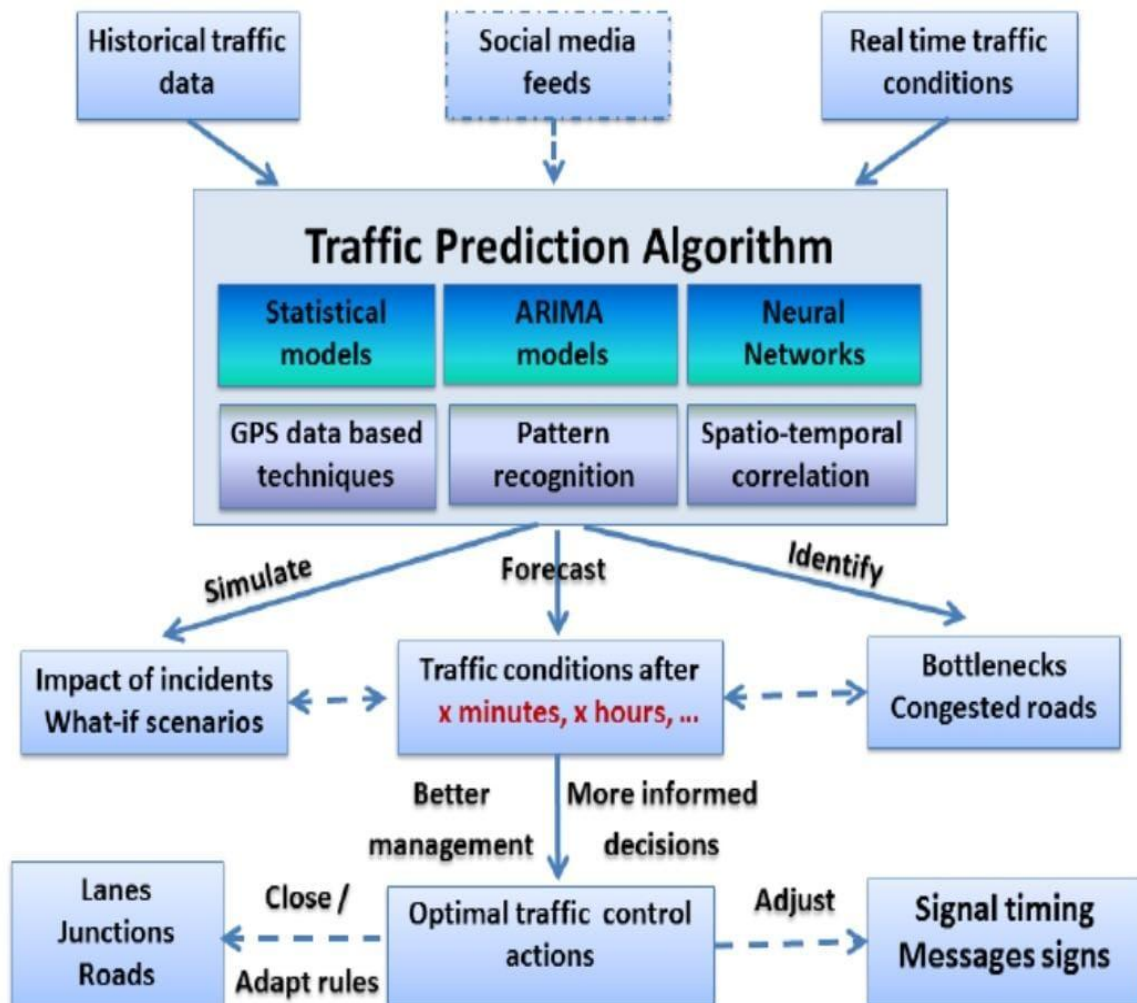 Historical traffic
data
Social media
feeds
Real time traffic
conditions
Traffic Prediction Algorithm
Statistical
models
ARIMA
models
Neural
Networks
GPS data based
techniques
Pattern
recognition
Spatio-temporal
correlation
Simulate
Forecast
Identify
Impact of incidents
What-if scenarios
Traffic conditions after
x minutes, x hours, ...
Bottlenecks
Congested roads
Better
management
More informed
decisions
Lanes
Junctions
Roads
Close /
Adapt rules
Optimal traffic control
actions
Adjust
Signal timing
Messages signs